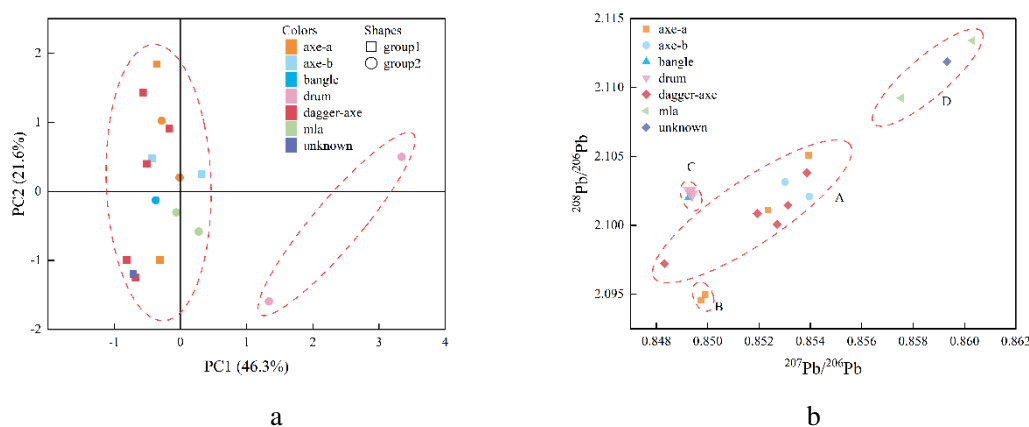 Colors
axe-a
axe-b
bangle
drum
dagger-axe
mla
unknown
Shapes
group1
group2
2
1
0
-1
-2
PC2 (21.6%)
-1
0
1
2
3
4
PC1 (46.3%)
a
axe-a
axe-b
bangle
drum
dagger-axe
mla
unknown
A
B
C
D
2.115
2.110
2.105
2.100
2.095
²⁰⁸Pb/²⁰⁶Pb
0.848
0.850
0.852
0.854
0.856
0.858
0.860
0.862
²⁰⁷Pb/²⁰⁶Pb
b